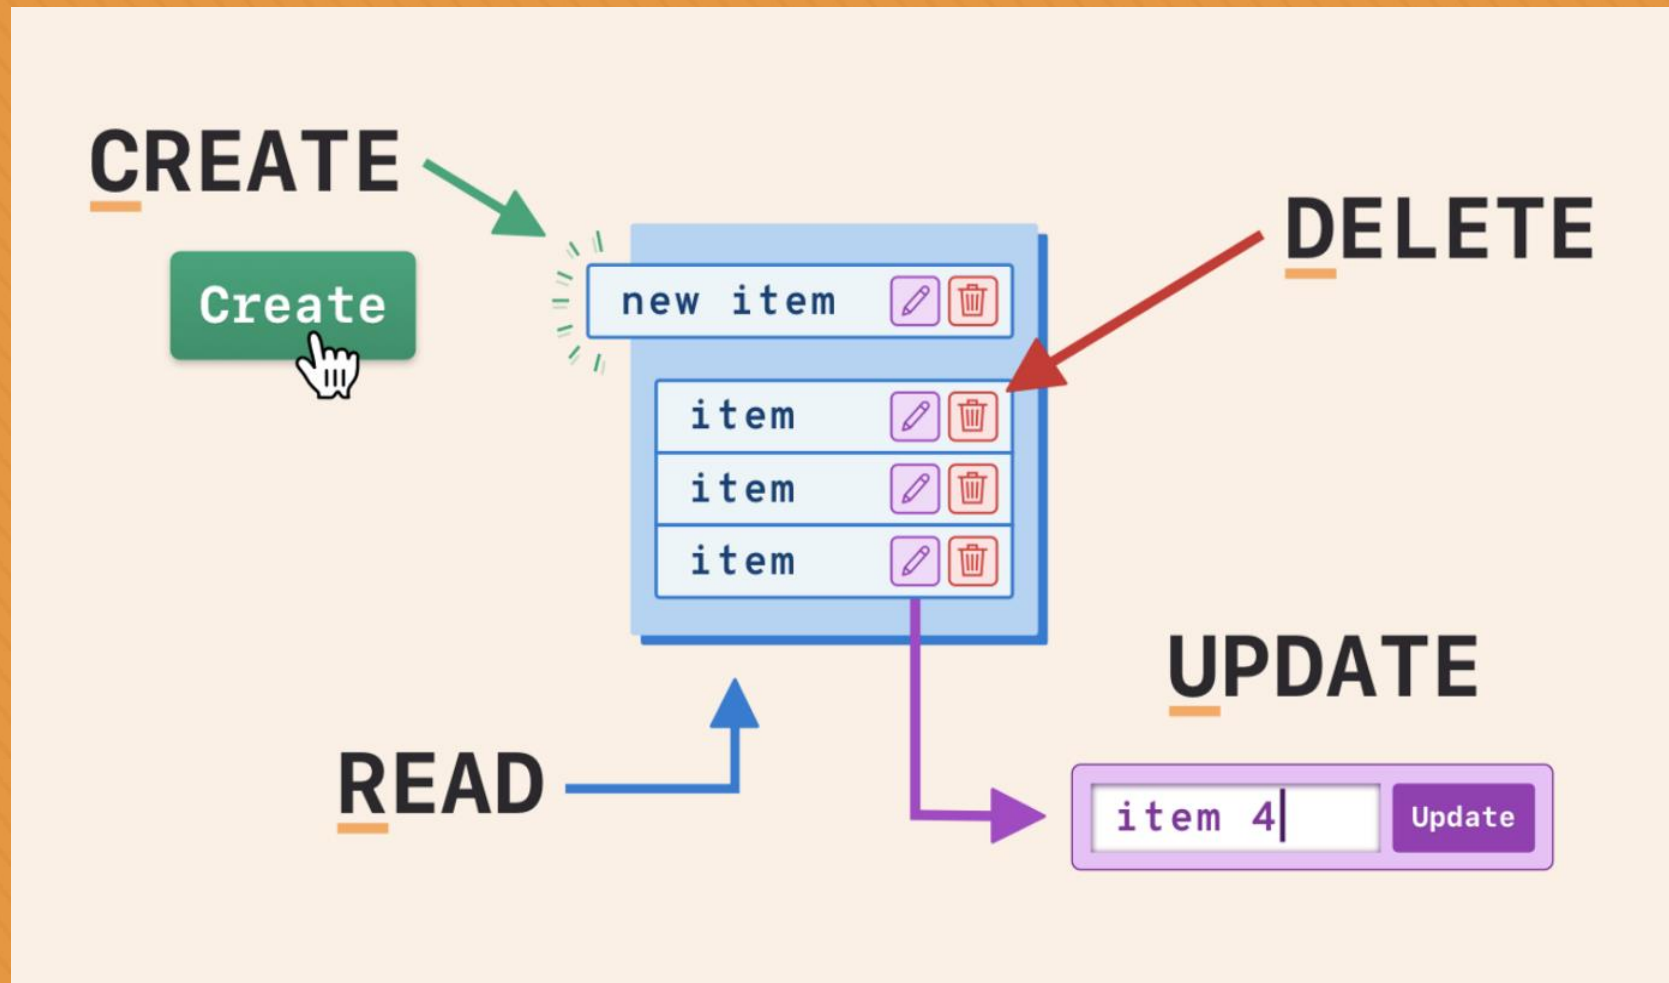 CREATE
Create
new item
item
item
item
DELETE
READ
UPDATE
item 4
Update